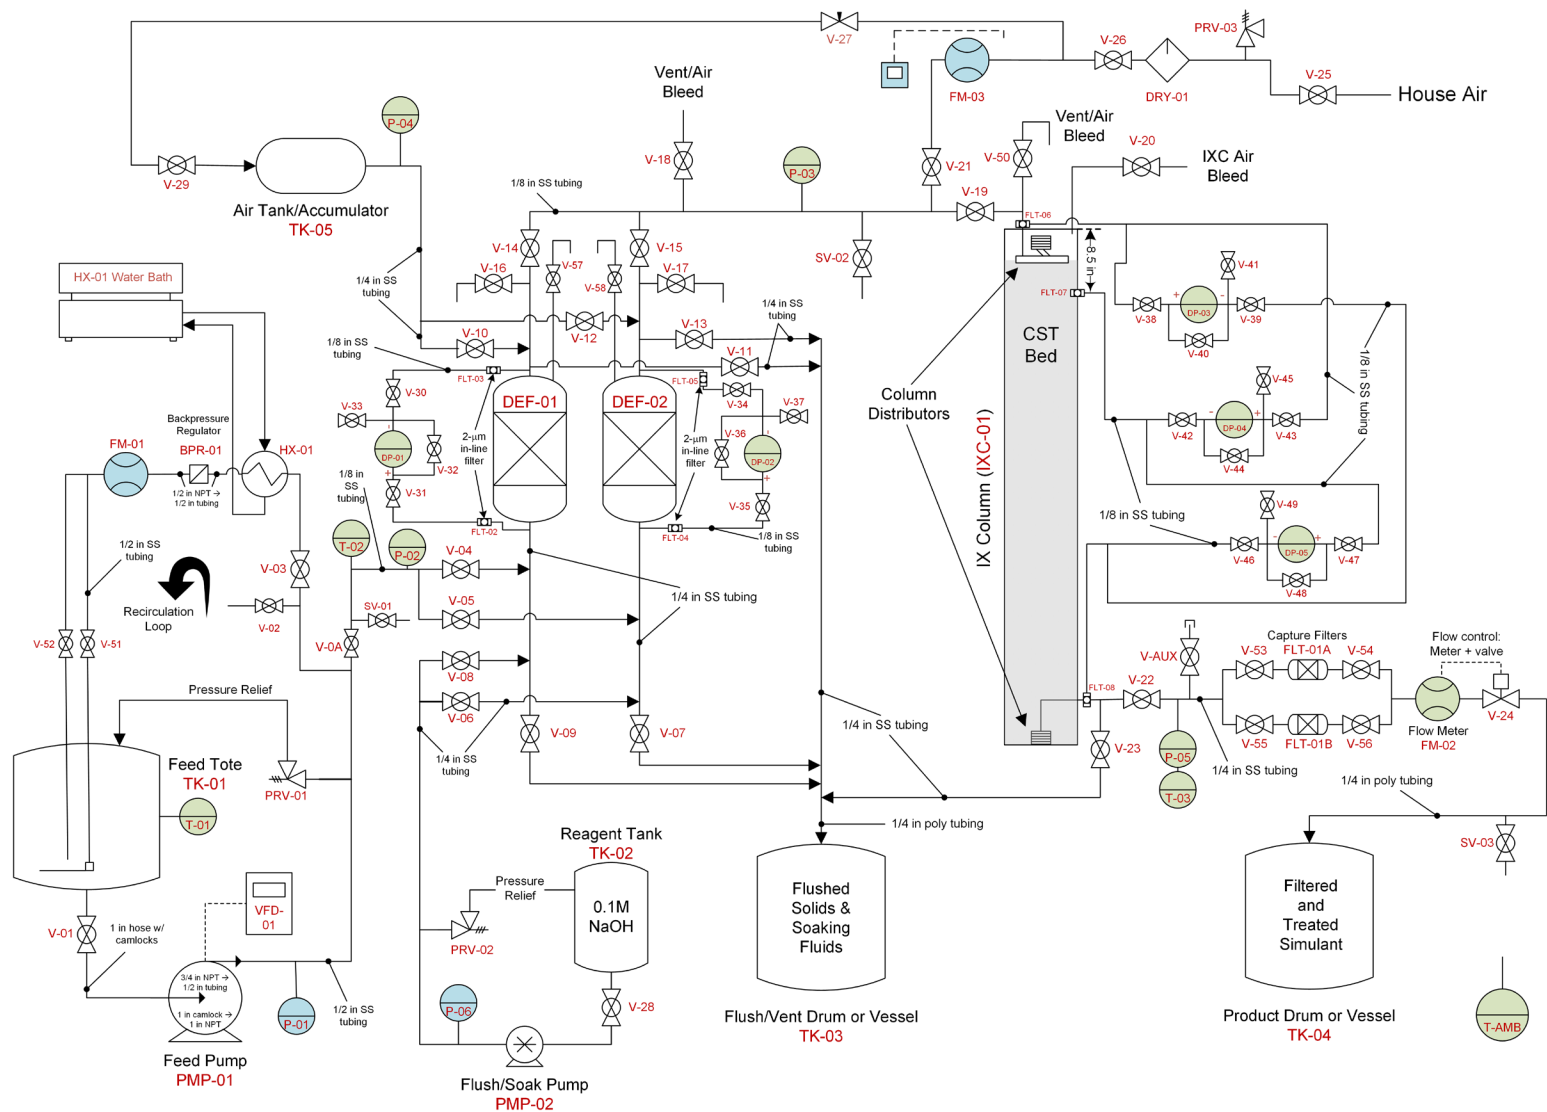 V-27
PRV-03
V-26
V-25
FM-03
DRY-01
House Air
Vent/Air
Bleed
P-04
V-18
P-03
V-21
V-50
Vent/Air
Bleed
V-20
IXC Air
Bleed
V-29
1/8 in SS tubing
V-19
FLT-06
Air Tank/Accumulator
TK-05
V-14
V-15
V-16
V-57
V-58
V-17
SV-02
8.5 in
V-41
HX-01 Water Bath
1/4 in SS
tubing
FLT-07
+
-
DP-03
V-38
V-39
V-40
1/4 in SS
tubing
V-10
V-12
V-13
V-11
1/8 in SS
tubing
CST
Bed
1/8 in SS tubing
FLT-03
FLT-05
V-30
V-33
DEF-01
DEF-02
V-34
V-37
V-45
Column
Distributors
-
+
DP-04
V-42
V-43
V-44
Backpressure
Regulator
BPR-01
FM-01
HX-01
-
DP-01
+
V-32
V-31
2-μm
in-line
filter
2-μm
in-line
filter
V-36
-
DP-02
+
V-35
IX Column (IXC-01)
1/2 in NPT →
1/2 in tubing
1/8 in
SS
tubing
FLT-02
FLT-04
1/8 in SS
tubing
1/8 in SS tubing
V-49
-
+
DP-05
V-46
V-47
V-48
1/2 in SS
tubing
T-02
P-02
V-04
V-03
V-05
SV-01
1/4 in SS tubing
Recirculation
Loop
V-02
V-0A
V-52
V-51
V-08
V-06
FLT-08
V-AUX
V-22
Capture Filters
V-53
FLT-01A
V-54
Flow control:
Meter + valve
V-24
Pressure Relief
V-09
V-07
1/4 in SS
tubing
1/4 in SS tubing
V-23
V-55
FLT-01B
V-56
Flow Meter
FM-02
P-05
T-03
1/4 in SS tubing
1/4 in poly tubing
Feed Tote
TK-01
PRV-01
T-01
1/4 in poly tubing
SV-03
Reagent Tank
TK-02
Pressure
Relief
0.1M
NaOH
PRV-02
Flushed
Solids &
Soaking
Fluids
Filtered
and
Treated
Simulant
V-01
1 in hose w/
camlocks
VFD-
01
3/4 in NPT →
1/2 in tubing
1 in camlock →
1 in NPT
P-01
1/2 in SS
tubing
P-06
V-28
Flush/Vent Drum or Vessel
TK-03
Product Drum or Vessel
TK-04
T-AMB
Feed Pump
PMP-01
Flush/Soak Pump
PMP-02